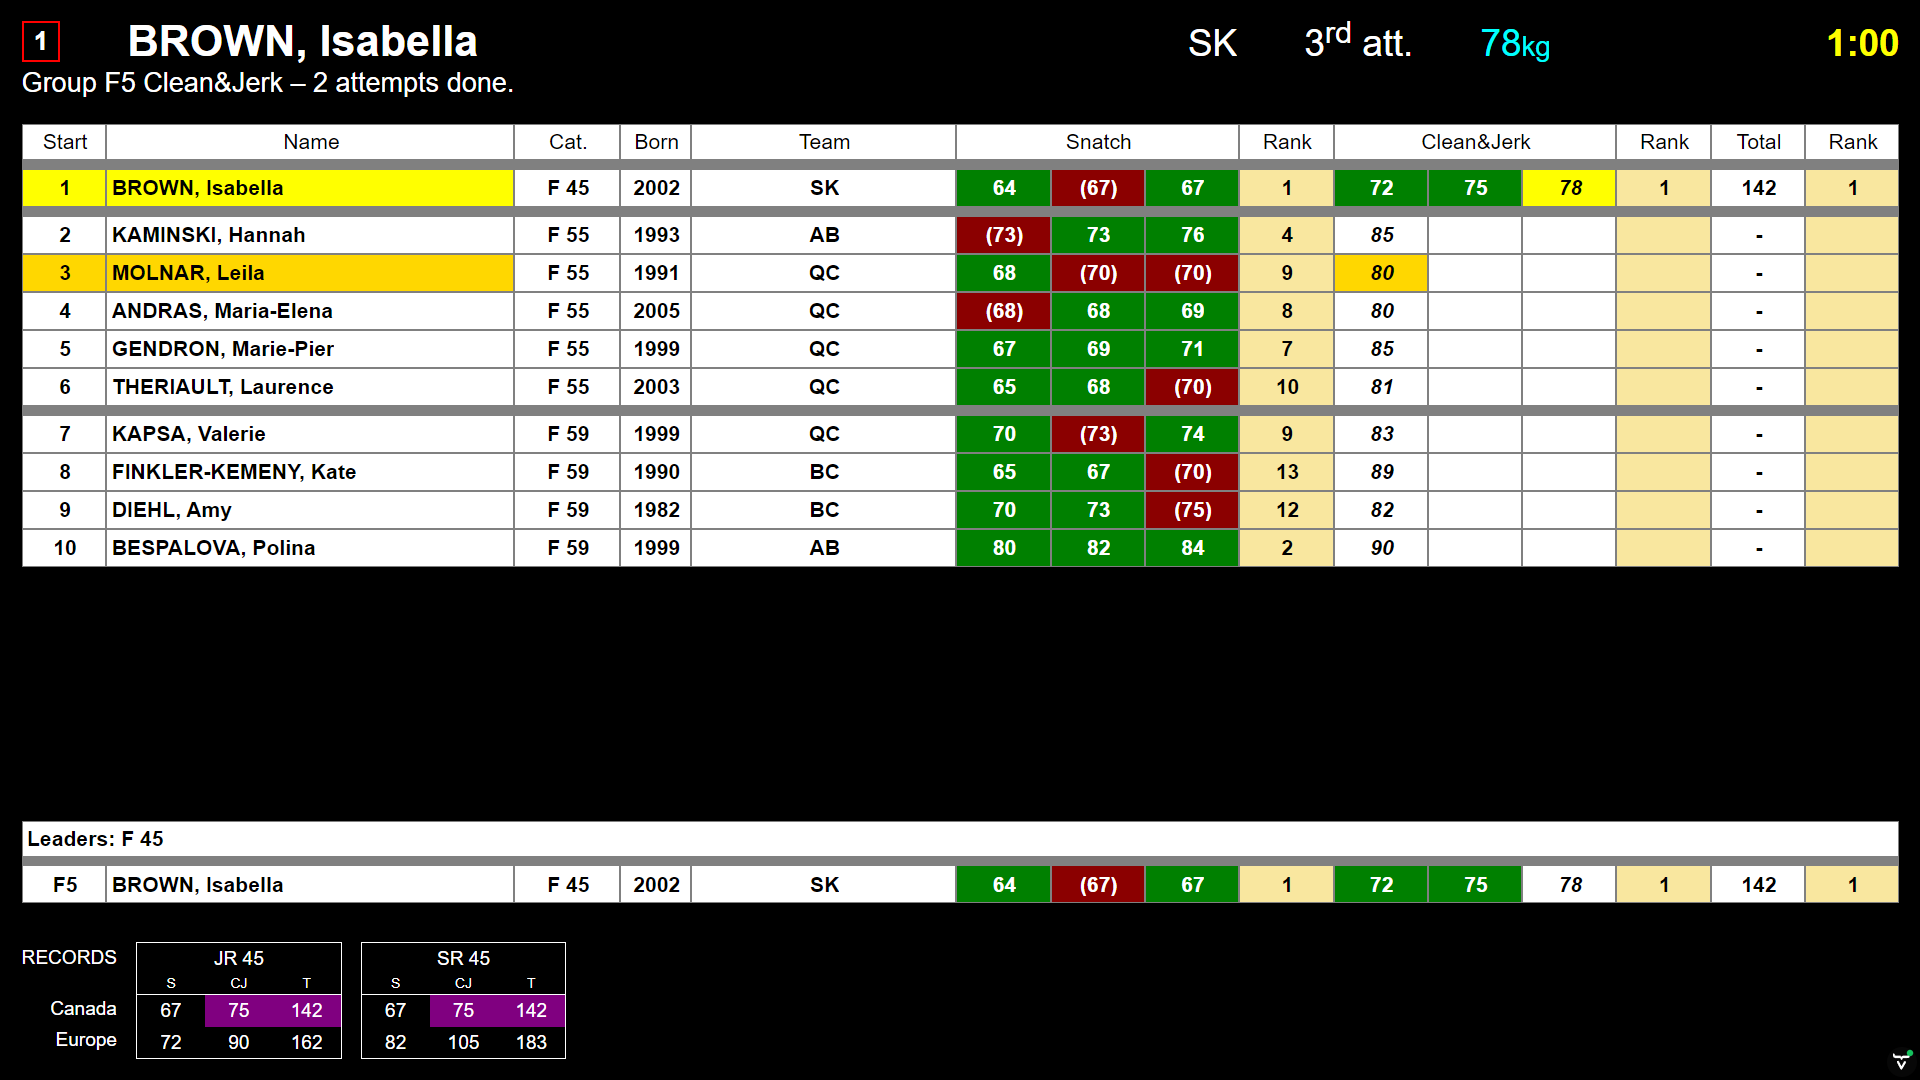 1 BROWN, Isabella SK 3rd att. 78kg 1:00
Group F5 Clean&Jerk – 2 attempts done.
Start Name Cat. Born Team Snatch Rank Clean&Jerk Rank Total Rank
1 BROWN, Isabella F 45 2002 SK 64 (67) 67 1 72 75 78 1 142 1
2 KAMINSKI, Hannah F 55 1993 AB (73) 73 76 4 85 -
3 MOLNAR, Leila F 55 1991 QC 68 (70) (70) 9 80 -
4 ANDRAS, Maria-Elena F 55 2005 QC (68) 68 69 8 80 -
5 GENDRON, Marie-Pier F 55 1999 QC 67 69 71 7 85 -
6 THERIAULT, Laurence F 55 2003 QC 65 68 (70) 10 81 -
7 KAPSA, Valerie F 59 1999 QC 70 (73) 74 9 83 -
8 FINKLER-KEMENY, Kate F 59 1990 BC 65 67 (70) 13 89 -
9 DIEHL, Amy F 59 1982 BC 70 73 (75) 12 82 -
10 BESPALOVA, Polina F 59 1999 AB 80 82 84 2 90 -
Leaders: F 45
F5 BROWN, Isabella F 45 2002 SK 64 (67) 67 1 72 75 78 1 142 1
RECORDS JR 45 SR 45
S CJ T S CJ T
Canada 67 75 142 67 75 142
Europe 72 90 162 82 105 183